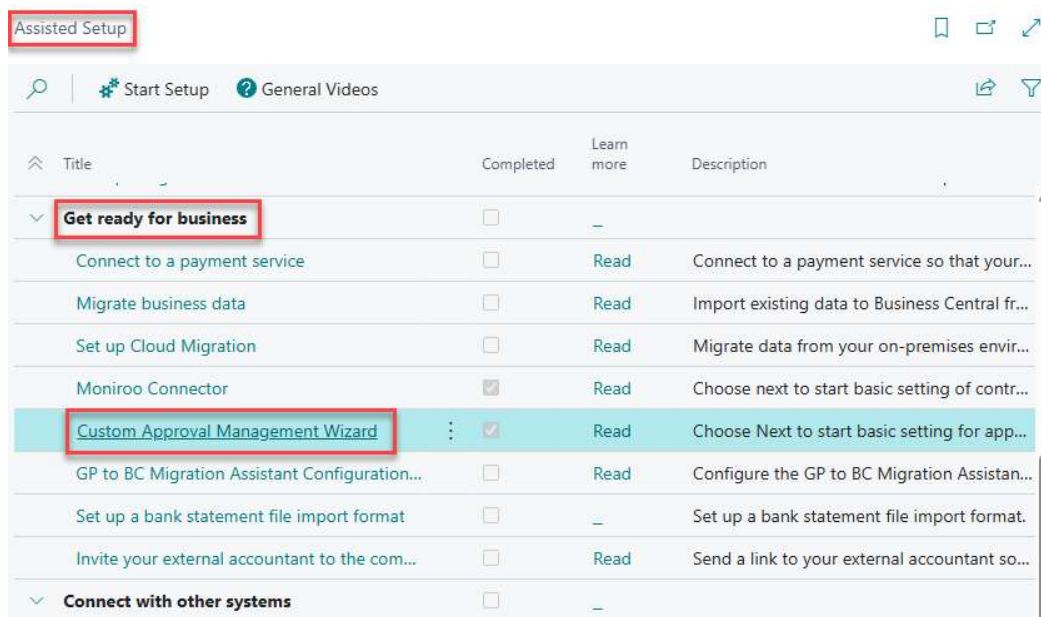 Assisted Setup
Start Setup General Videos
Title Completed Learn more Description
Get ready for business _
Connect to a payment service Read Connect to a payment service so that your...
Migrate business data Read Import existing data to Business Central fr...
Set up Cloud Migration Read Migrate data from your on-premises envir...
Moniroo Connector Read Choose next to start basic setting of contr...
Custom Approval Management Wizard Read Choose Next to start basic setting for app...
GP to BC Migration Assistant Configuration... Read Configure the GP to BC Migration Assistan...
Set up a bank statement file import format _ Set up a bank statement file import format.
Invite your external accountant to the com... Read Send a link to your external accountant so...
Connect with other systems _